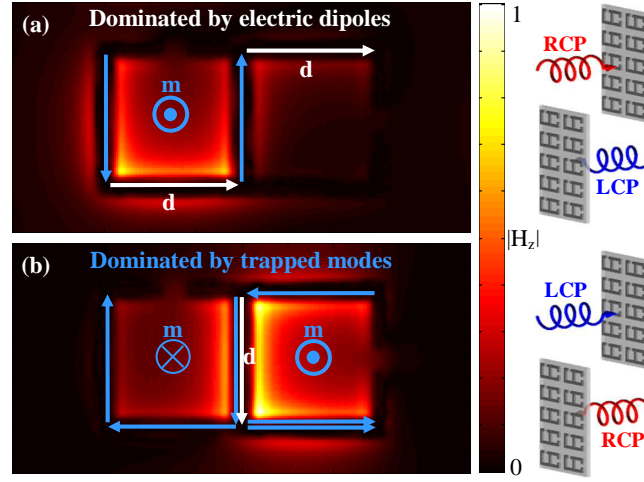 (a) Dominated by electric dipoles
d
m
d
(b) Dominated by trapped modes
m
d
m
1
|Hz|
0
RCP
LCP
LCP
RCP